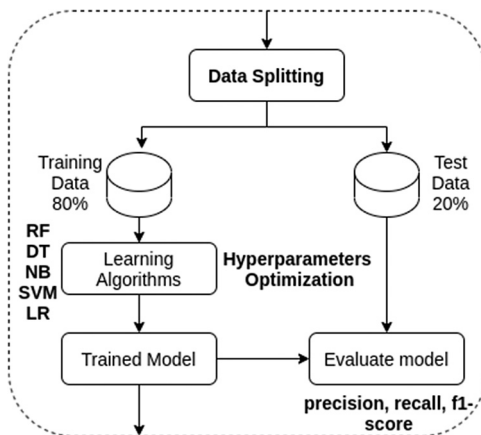 Data Splitting
Training
Data
80%
Test
Data
20%
RF
DT
NB
SVM
LR
Learning
Algorithms
Hyperparameters
Optimization
Trained Model
Evaluate model
precision, recall, f1-
score